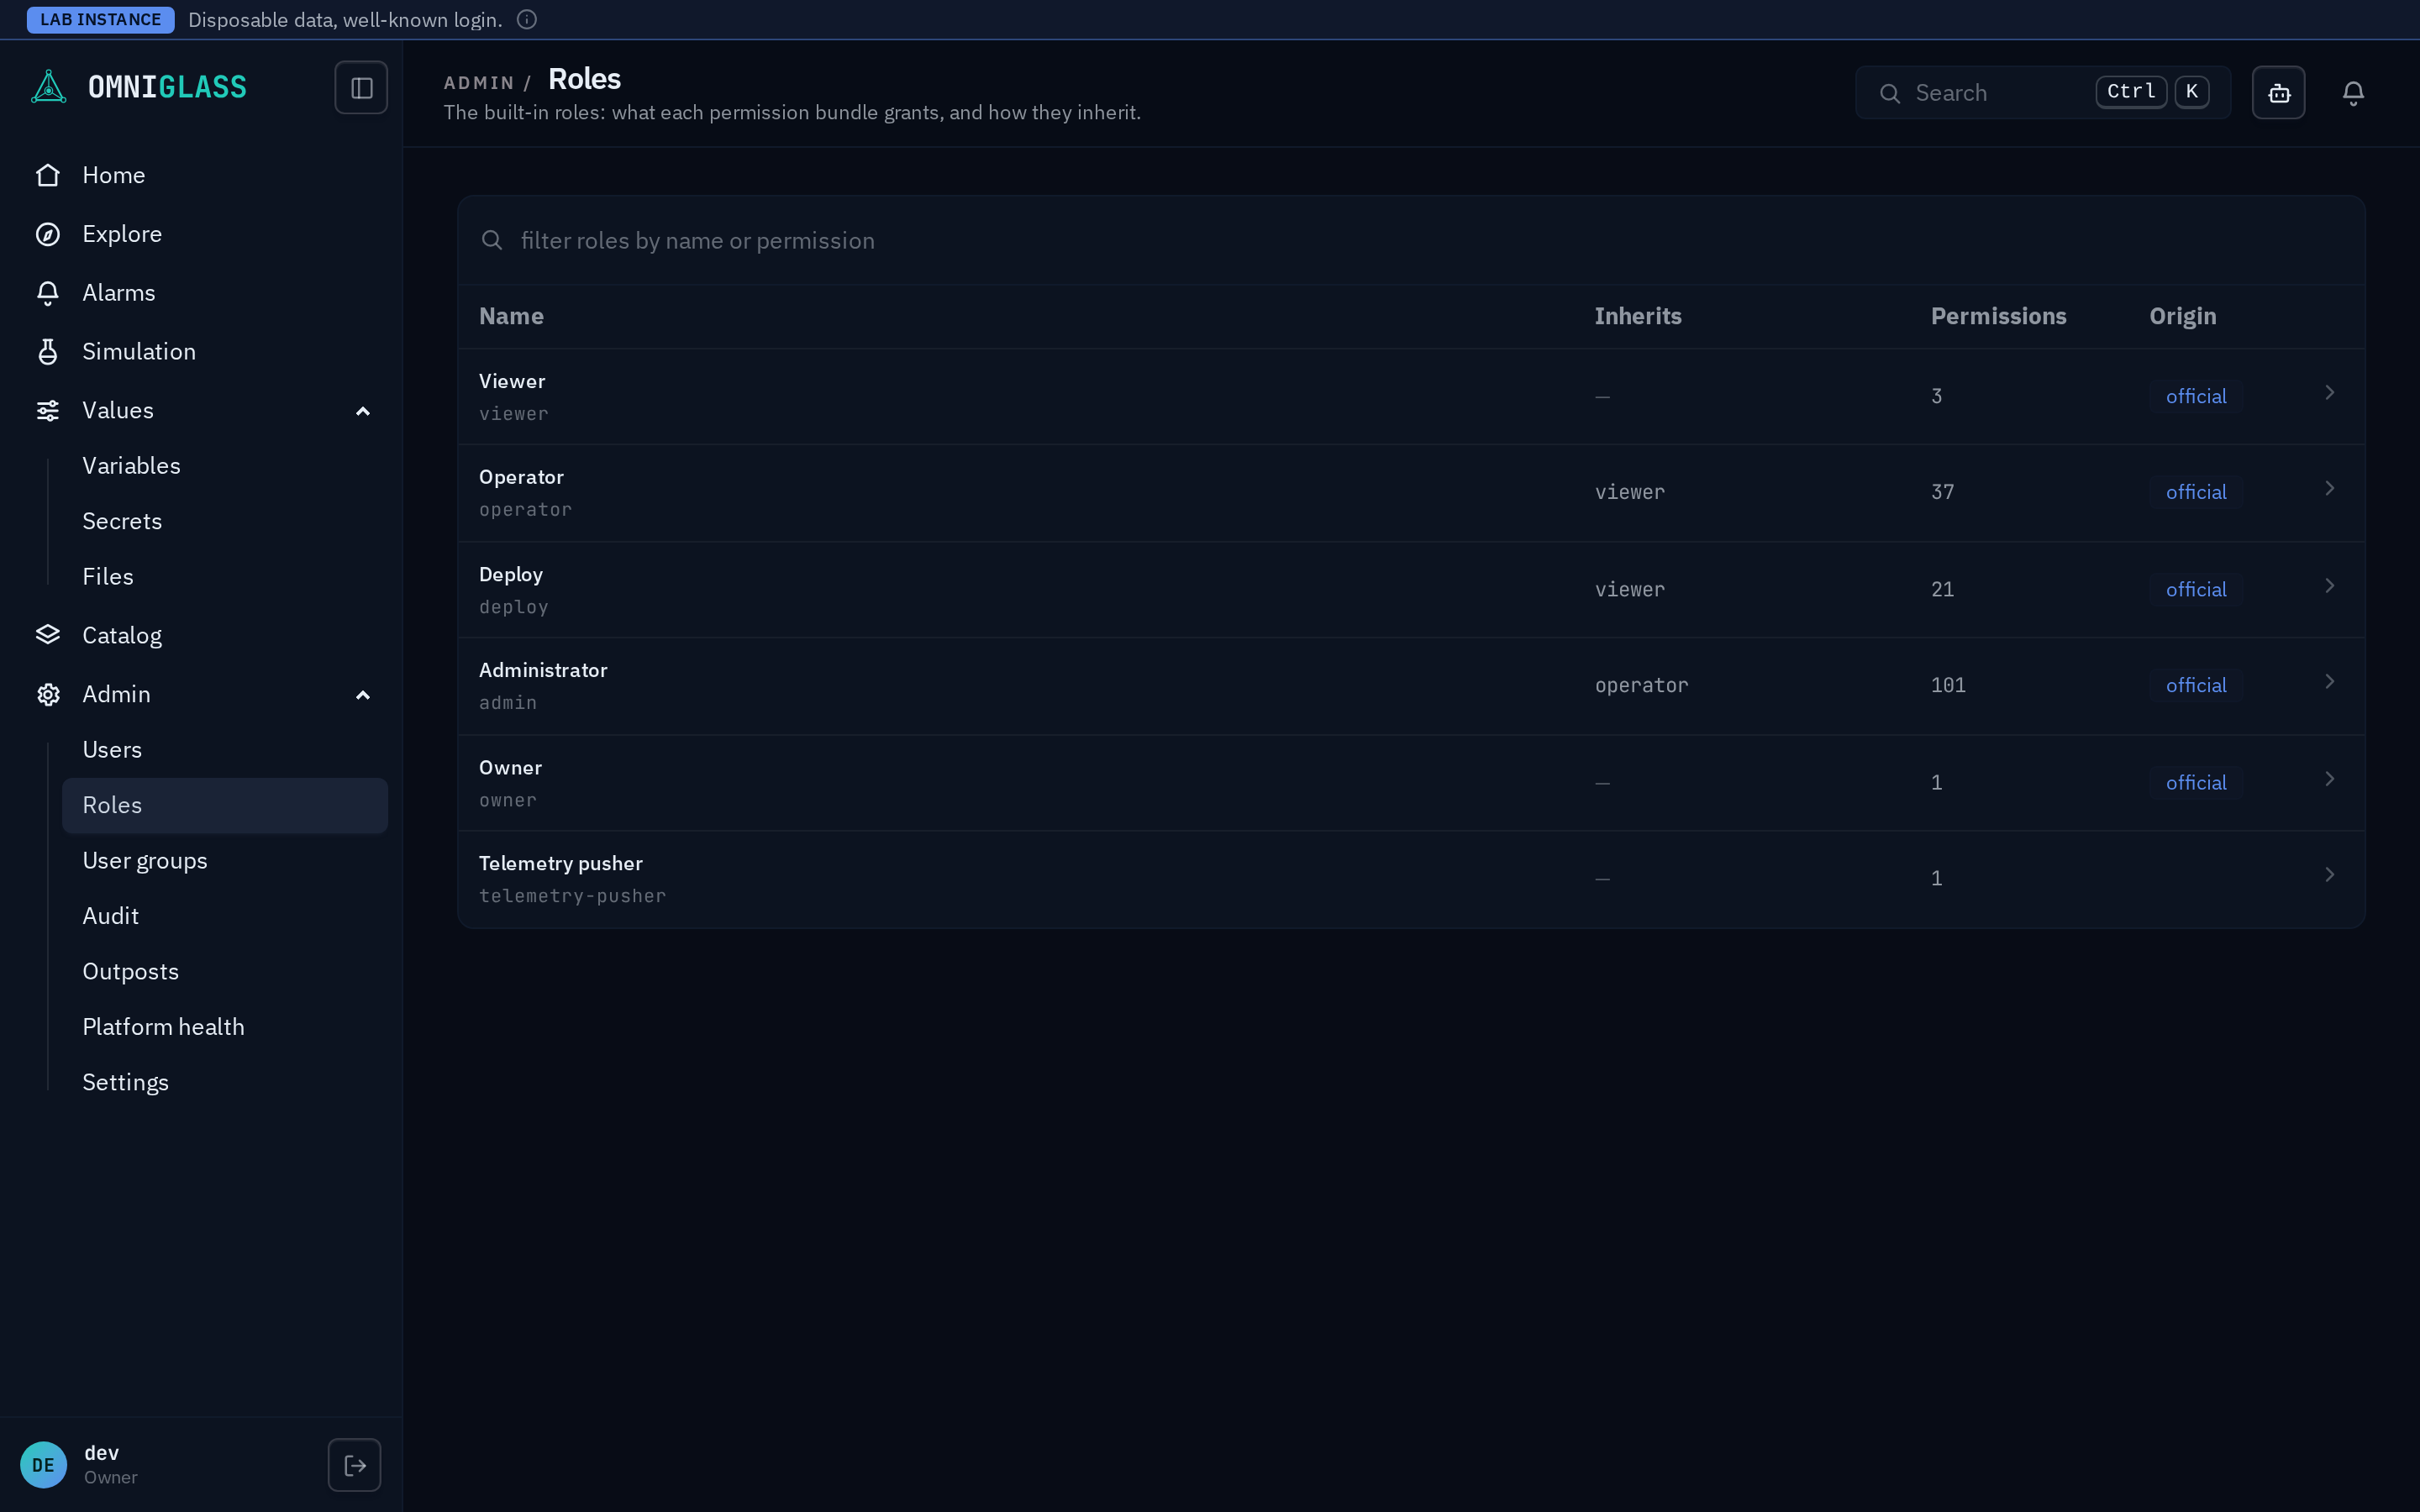 LAB INSTANCE Disposable data, well-known login.
OMNIGLASS
Home
Explore
Alarms
Simulation
Values
Variables
Secrets
Files
Catalog
Admin
Users
Roles
User groups
Audit
Outposts
Platform health
Settings
DE
dev
Owner
ADMIN / Roles
The built-in roles: what each permission bundle grants, and how they inherit.
Search Ctrl K
filter roles by name or permission
Name Inherits Permissions Origin
Viewer
viewer
— 3 official
Operator
operator
viewer 37 official
Deploy
deploy
viewer 21 official
Administrator
admin
operator 101 official
Owner
owner
— 1 official
Telemetry pusher
telemetry-pusher
— 1